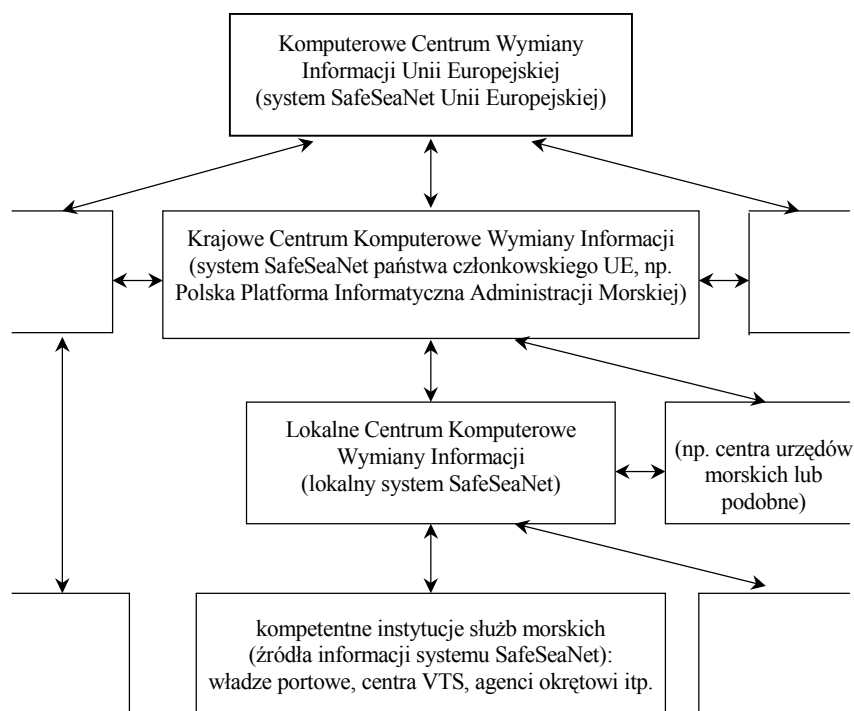 Komputerowe Centrum Wymiany
Informacji Unii Europejskiej
(system SafeSeaNet Unii Europejskiej)
Krajowe Centrum Komputerowe Wymiany Informacji
(system SafeSeaNet państwa członkowskiego UE, np.
Polska Platforma Informatyczna Administracji Morskiej)
Lokalne Centrum Komputerowe
Wymiany Informacji
(lokalny system SafeSeaNet)
(np. centra urzędów
morskich lub
podobne)
kompetentne instytucje służb morskich
(źródła informacji systemu SafeSeaNet):
władze portowe, centra VTS, agenci okrętowi itp.